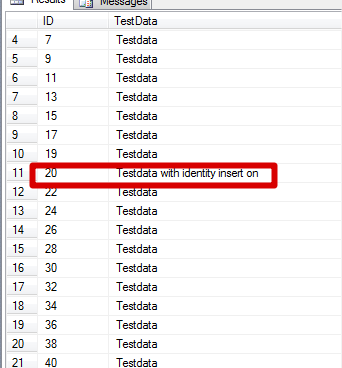 Results Messages
ID TestData
4 7 Testdata
5 9 Testdata
6 11 Testdata
7 13 Testdata
8 15 Testdata
9 17 Testdata
10 19 Testdata
11 20 Testdata with identity insert on
12 22 Testdata
13 24 Testdata
14 26 Testdata
15 28 Testdata
16 30 Testdata
17 32 Testdata
18 34 Testdata
19 36 Testdata
20 38 Testdata
21 40 Testdata